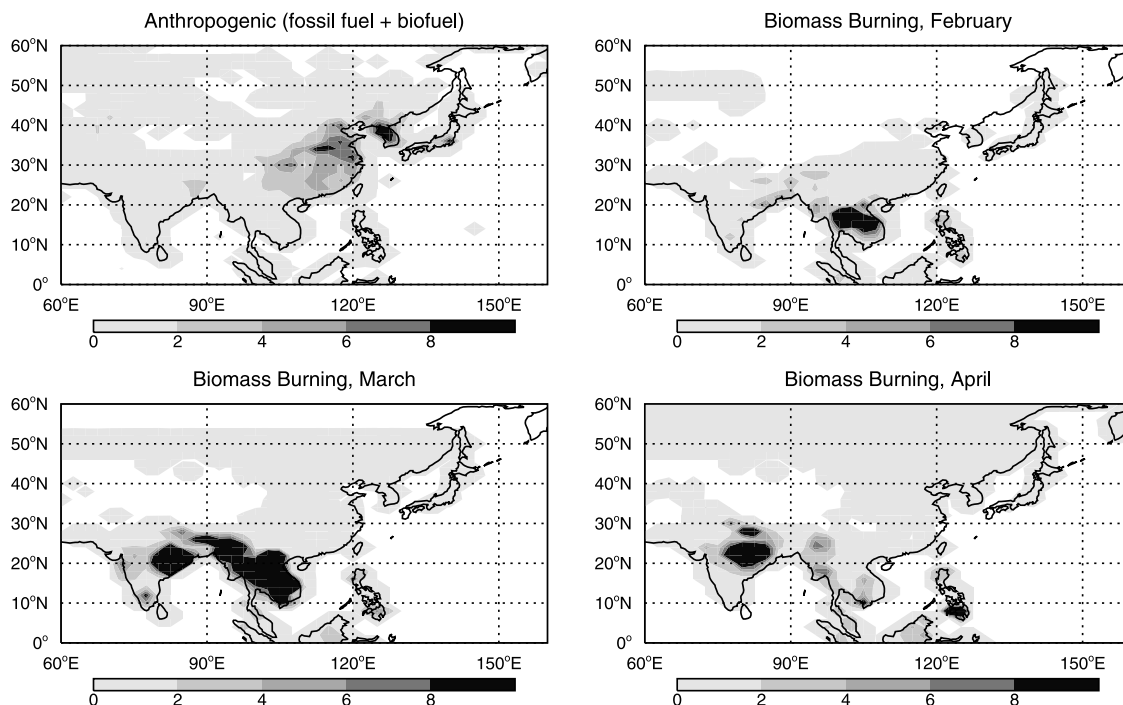 Anthropogenic (fossil fuel + biofuel)
60°N
50°N
40°N
30°N
20°N
10°N
0°
60°E 90°E 120°E 150°E
0 2 4 6 8
Biomass Burning, February
60°N
50°N
40°N
30°N
20°N
10°N
0°
60°E 90°E 120°E 150°E
0 2 4 6 8
Biomass Burning, March
60°N
50°N
40°N
30°N
20°N
10°N
0°
60°E 90°E 120°E 150°E
0 2 4 6 8
Biomass Burning, April
60°N
50°N
40°N
30°N
20°N
10°N
0°
60°E 90°E 120°E 150°E
0 2 4 6 8